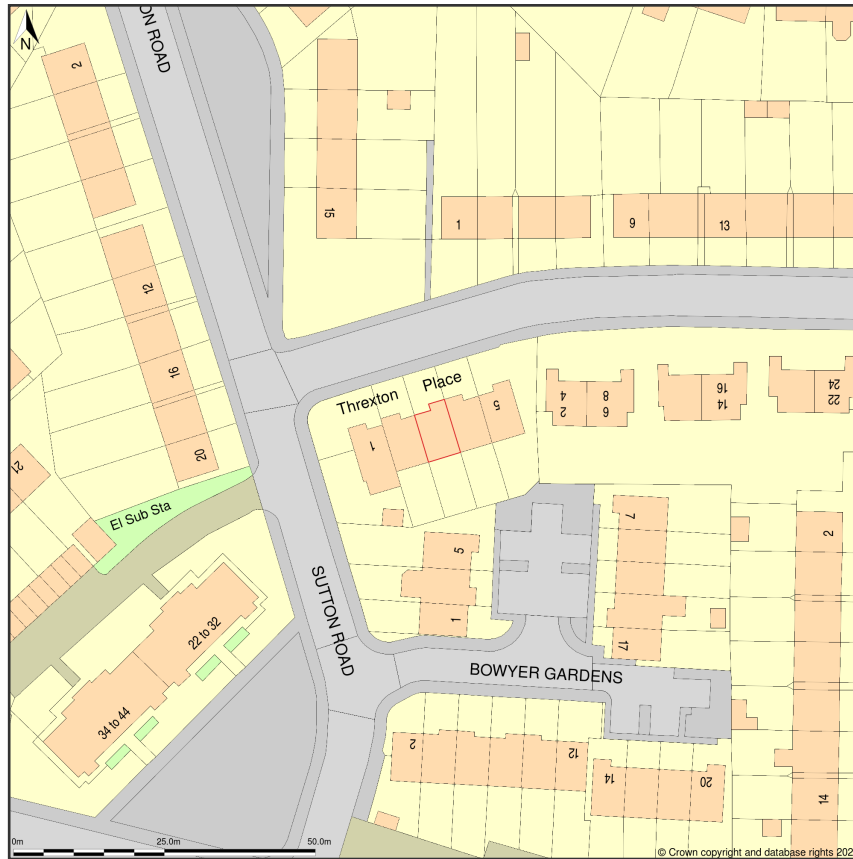 N
ON ROAD
2
15
1
9
13
12
16
20
21
Threxton Place
1
5
4
2
8
6
16
14
24
22
El Sub Sta
5
1
7
17
2
SUTTON ROAD
22 to 32
34 to 44
BOWYER GARDENS
2
12
14
20
14
0m 25.0m 50.0m
© Crown copyright and database rights 202